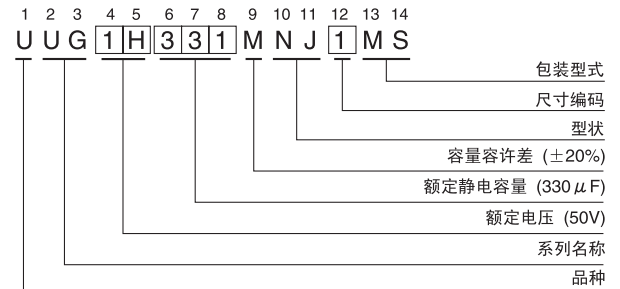 1 2 3 4 5 6 7 8 9 10 11 12 13 14
U U G 1 H 3 3 1 M N J 1 M S
包装型式
尺寸编码
型状
容量容许差 (±20%)
额定静电容量 (330μF)
额定电压 (50V)
系列名称
品种